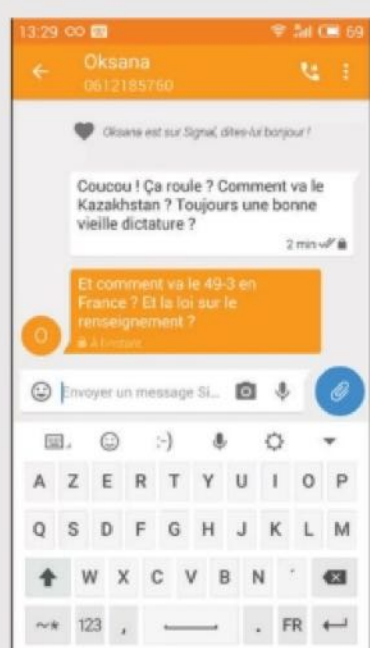 13:29 69
Oksana
0612185760
Oksana est sur Signal, dites-lui bonjour !
Coucou ! Ça roule ? Comment va le
Kazakhstan ? Toujours une bonne
vieille dictature ?
2 min
Et comment va le 49-3 en
France ? Et la loi sur le
renseignement ?
À l'instant
O
Envoyer un message Si...
:-)
A Z E R T Y U I O P
Q S D F G H J K L M
W X C V B N '
~* 123 , . FR